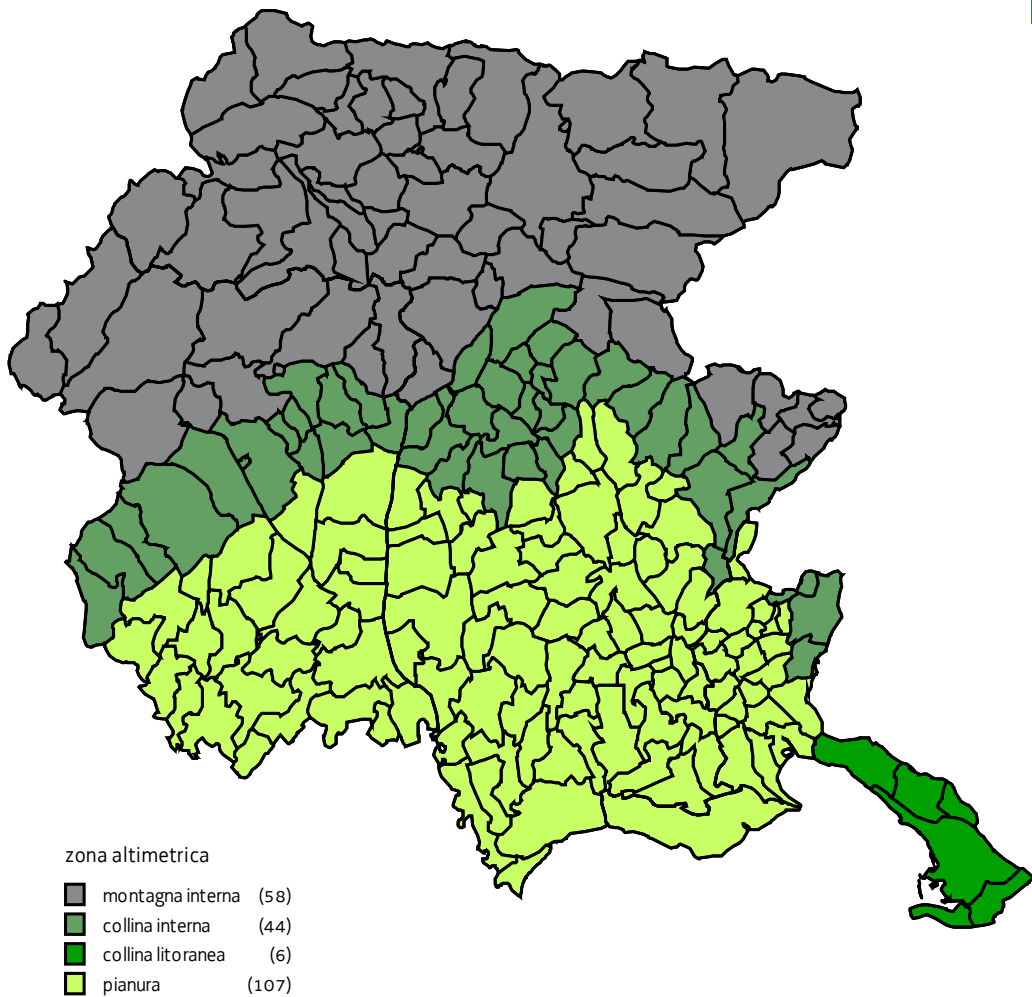 zona altimetrica
montagna interna (58)
collina interna (44)
collina litoranea (6)
pianura (107)